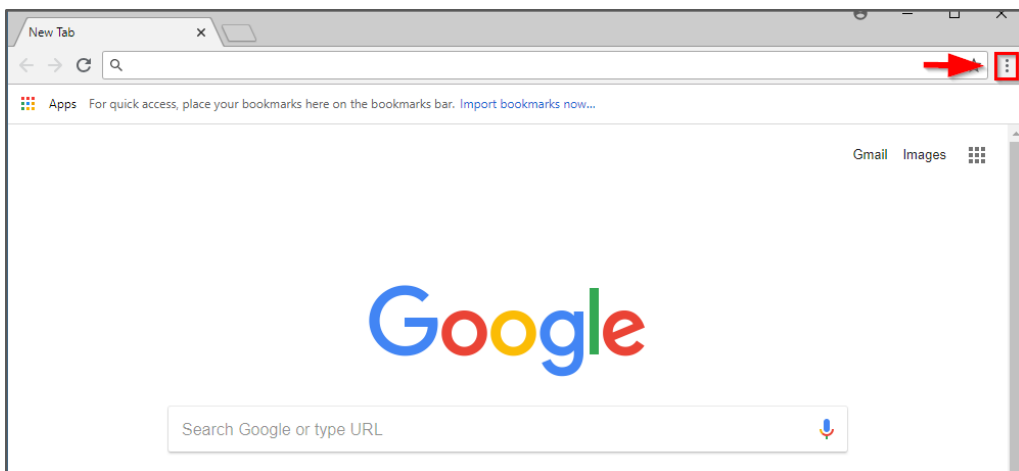 New Tab
Apps For quick access, place your bookmarks here on the bookmarks bar. Import bookmarks now...
Gmail Images
Google
Search Google or type URL